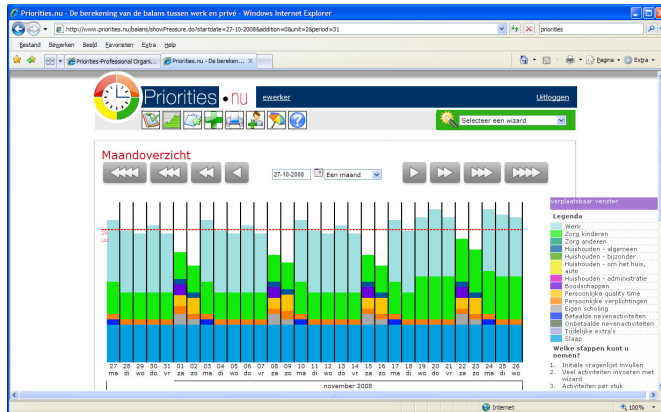 Priorities.nu - De berekening van de balans tussen werk en privé - Windows Internet Explorer
http://www.priorities.nu/balans/showPressure.do?startdate=27-10-2008&addition=0&unit=2&period=31
priorities
Bestand Bewerken Beeld Favorieten Extra Help
Priorities-Professional Organi...
Priorities.nu - De bereken...
Pagina
Extra
Priorities.nu
ewerker
Uitloggen
Selecteer een wizard
Maandoverzicht
27-10-2008
Een maand
verplaatsbaar venster
Legenda
Werk
Zorg kinderen
Zorg anderen
Huishouden - algemeen
Huishouden - bijzonder
Huishouden - om het huis,
auto
Huishouden - administratie
Boodschappen
Persoonlijke quality time
Persoonlijke verplichtingen
Eigen scholing
Betaalde nevenactiviteiten
Onbetaalde nevenactiviteiten
Tijdelijke extra's
Slaap
Welke stappen kunt u
nemen?
1. Initiële vragenlijst invullen
2. Veel activiteiten invoeren met
wizard
3. Activiteiten per stuk
27 28 29 30 31 01 02 03 04 05 06 07 08 09 10 11 12 13 14 15 16 17 18 19 20 21 22 23 24 25 26
ma di wo do vr za zo ma di wo do vr za zo ma di wo do vr za zo ma di wo do vr za zo ma di wo
november 2008
Internet
100%